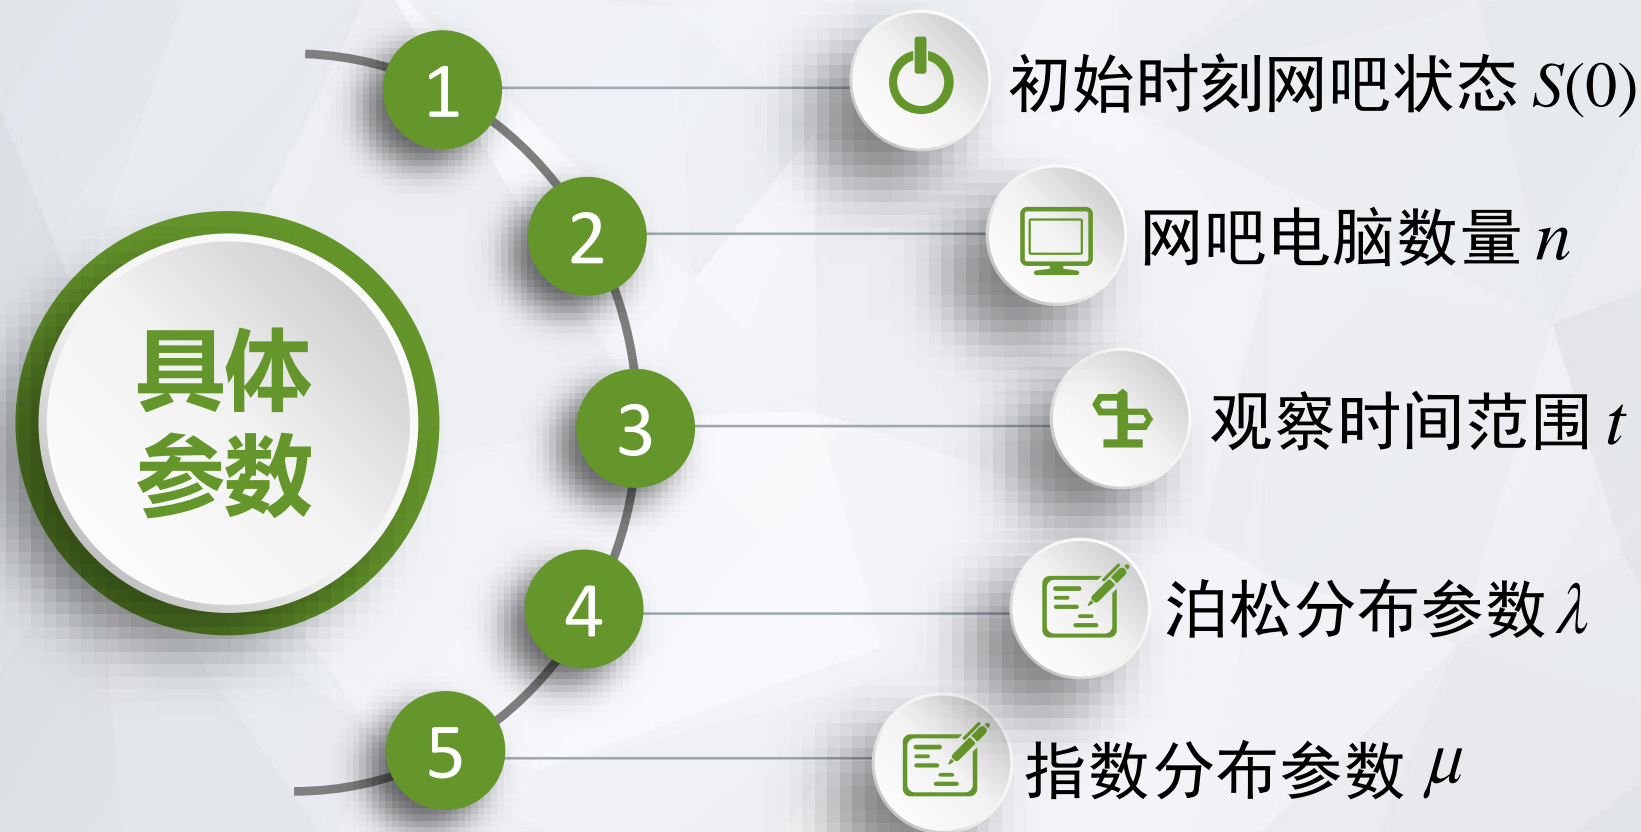 具体
参数
1
初始时刻网吧状态 S(0)
2
网吧电脑数量 n
3
观察时间范围 t
4
泊松分布参数 λ
5
指数分布参数 μ